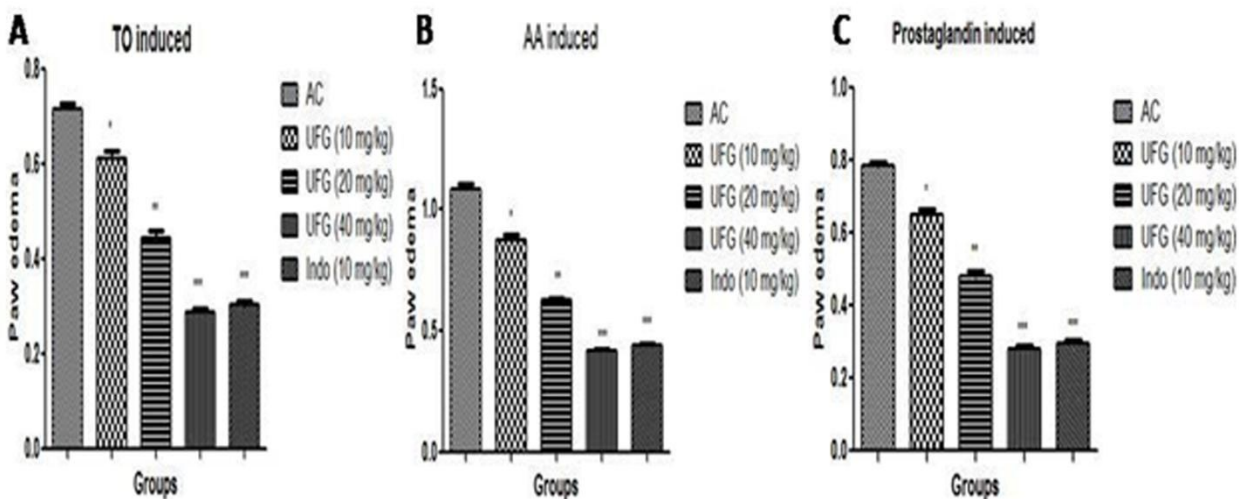 A
TO induced
Paw edema
0.8
0.6
0.4
0.2
0.0
AC
UFG (10 mg/kg)
UFG (20 mg/kg)
UFG (40 mg/kg)
Indo (10 mg/kg)
Groups
B
AA induced
Paw edema
1.5
1.0
0.5
0.0
AC
UFG (10 mg/kg)
UFG (20 mg/kg)
UFG (40 mg/kg)
Indo (10 mg/kg)
Groups
C
Prostaglandin induced
Paw edema
1.0
0.8
0.6
0.4
0.2
0.0
AC
UFG (10 mg/kg)
UFG (20 mg/kg)
UFG (40 mg/kg)
Indo (10 mg/kg)
Groups